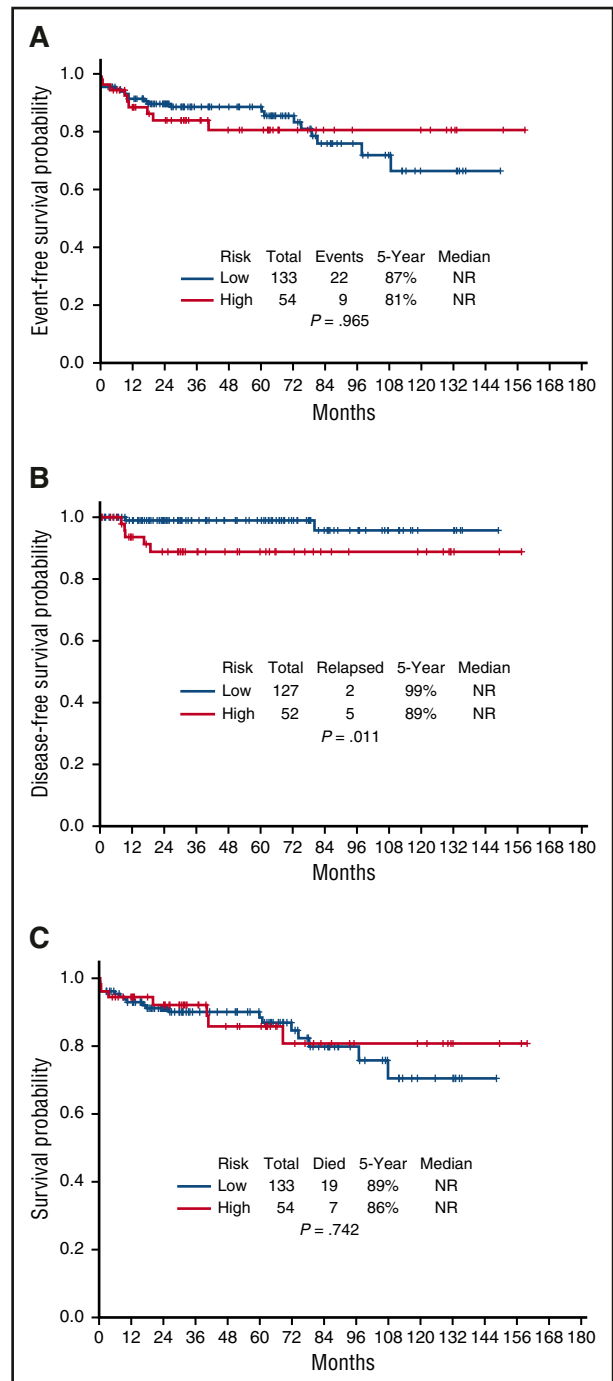 A
Event-free survival probability
1.0
0.8
0.6
0.4
0.2
0.0
Risk Total Events 5-Year Median
Low 133 22 87% NR
High 54 9 81% NR
P = .965
0 12 24 36 48 60 72 84 96 108 120 132 144 156 168 180
Months
B
Disease-free survival probability
1.0
0.8
0.6
0.4
0.2
0.0
Risk Total Relapsed 5-Year Median
Low 127 2 99% NR
High 52 5 89% NR
P = .011
0 12 24 36 48 60 72 84 96 108 120 132 144 156 168 180
Months
C
Survival probability
1.0
0.8
0.6
0.4
0.2
0.0
Risk Total Died 5-Year Median
Low 133 19 89% NR
High 54 7 86% NR
P = .742
0 12 24 36 48 60 72 84 96 108 120 132 144 156 168 180
Months